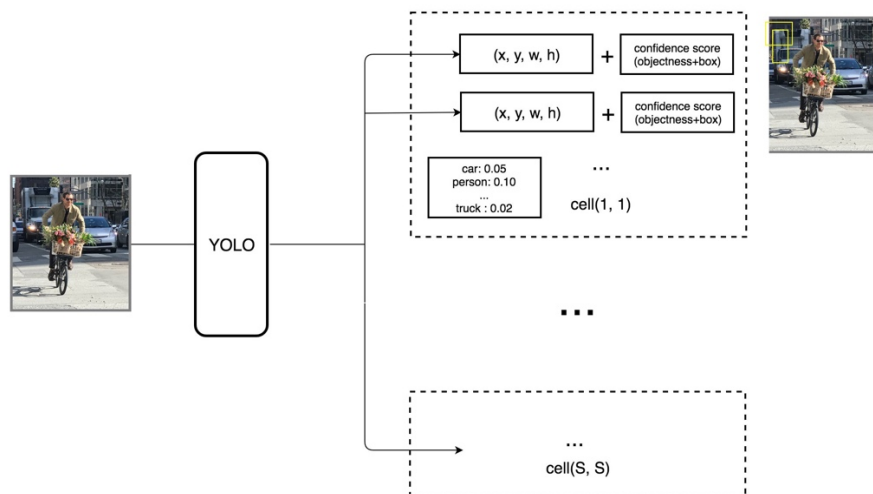 (x, y, w, h)
+
confidence score
(objectness+box)
(x, y, w, h)
+
confidence score
(objectness+box)
car: 0.05
person: 0.10
...
truck : 0.02
...
cell(1, 1)
YOLO
...
...
cell(S, S)